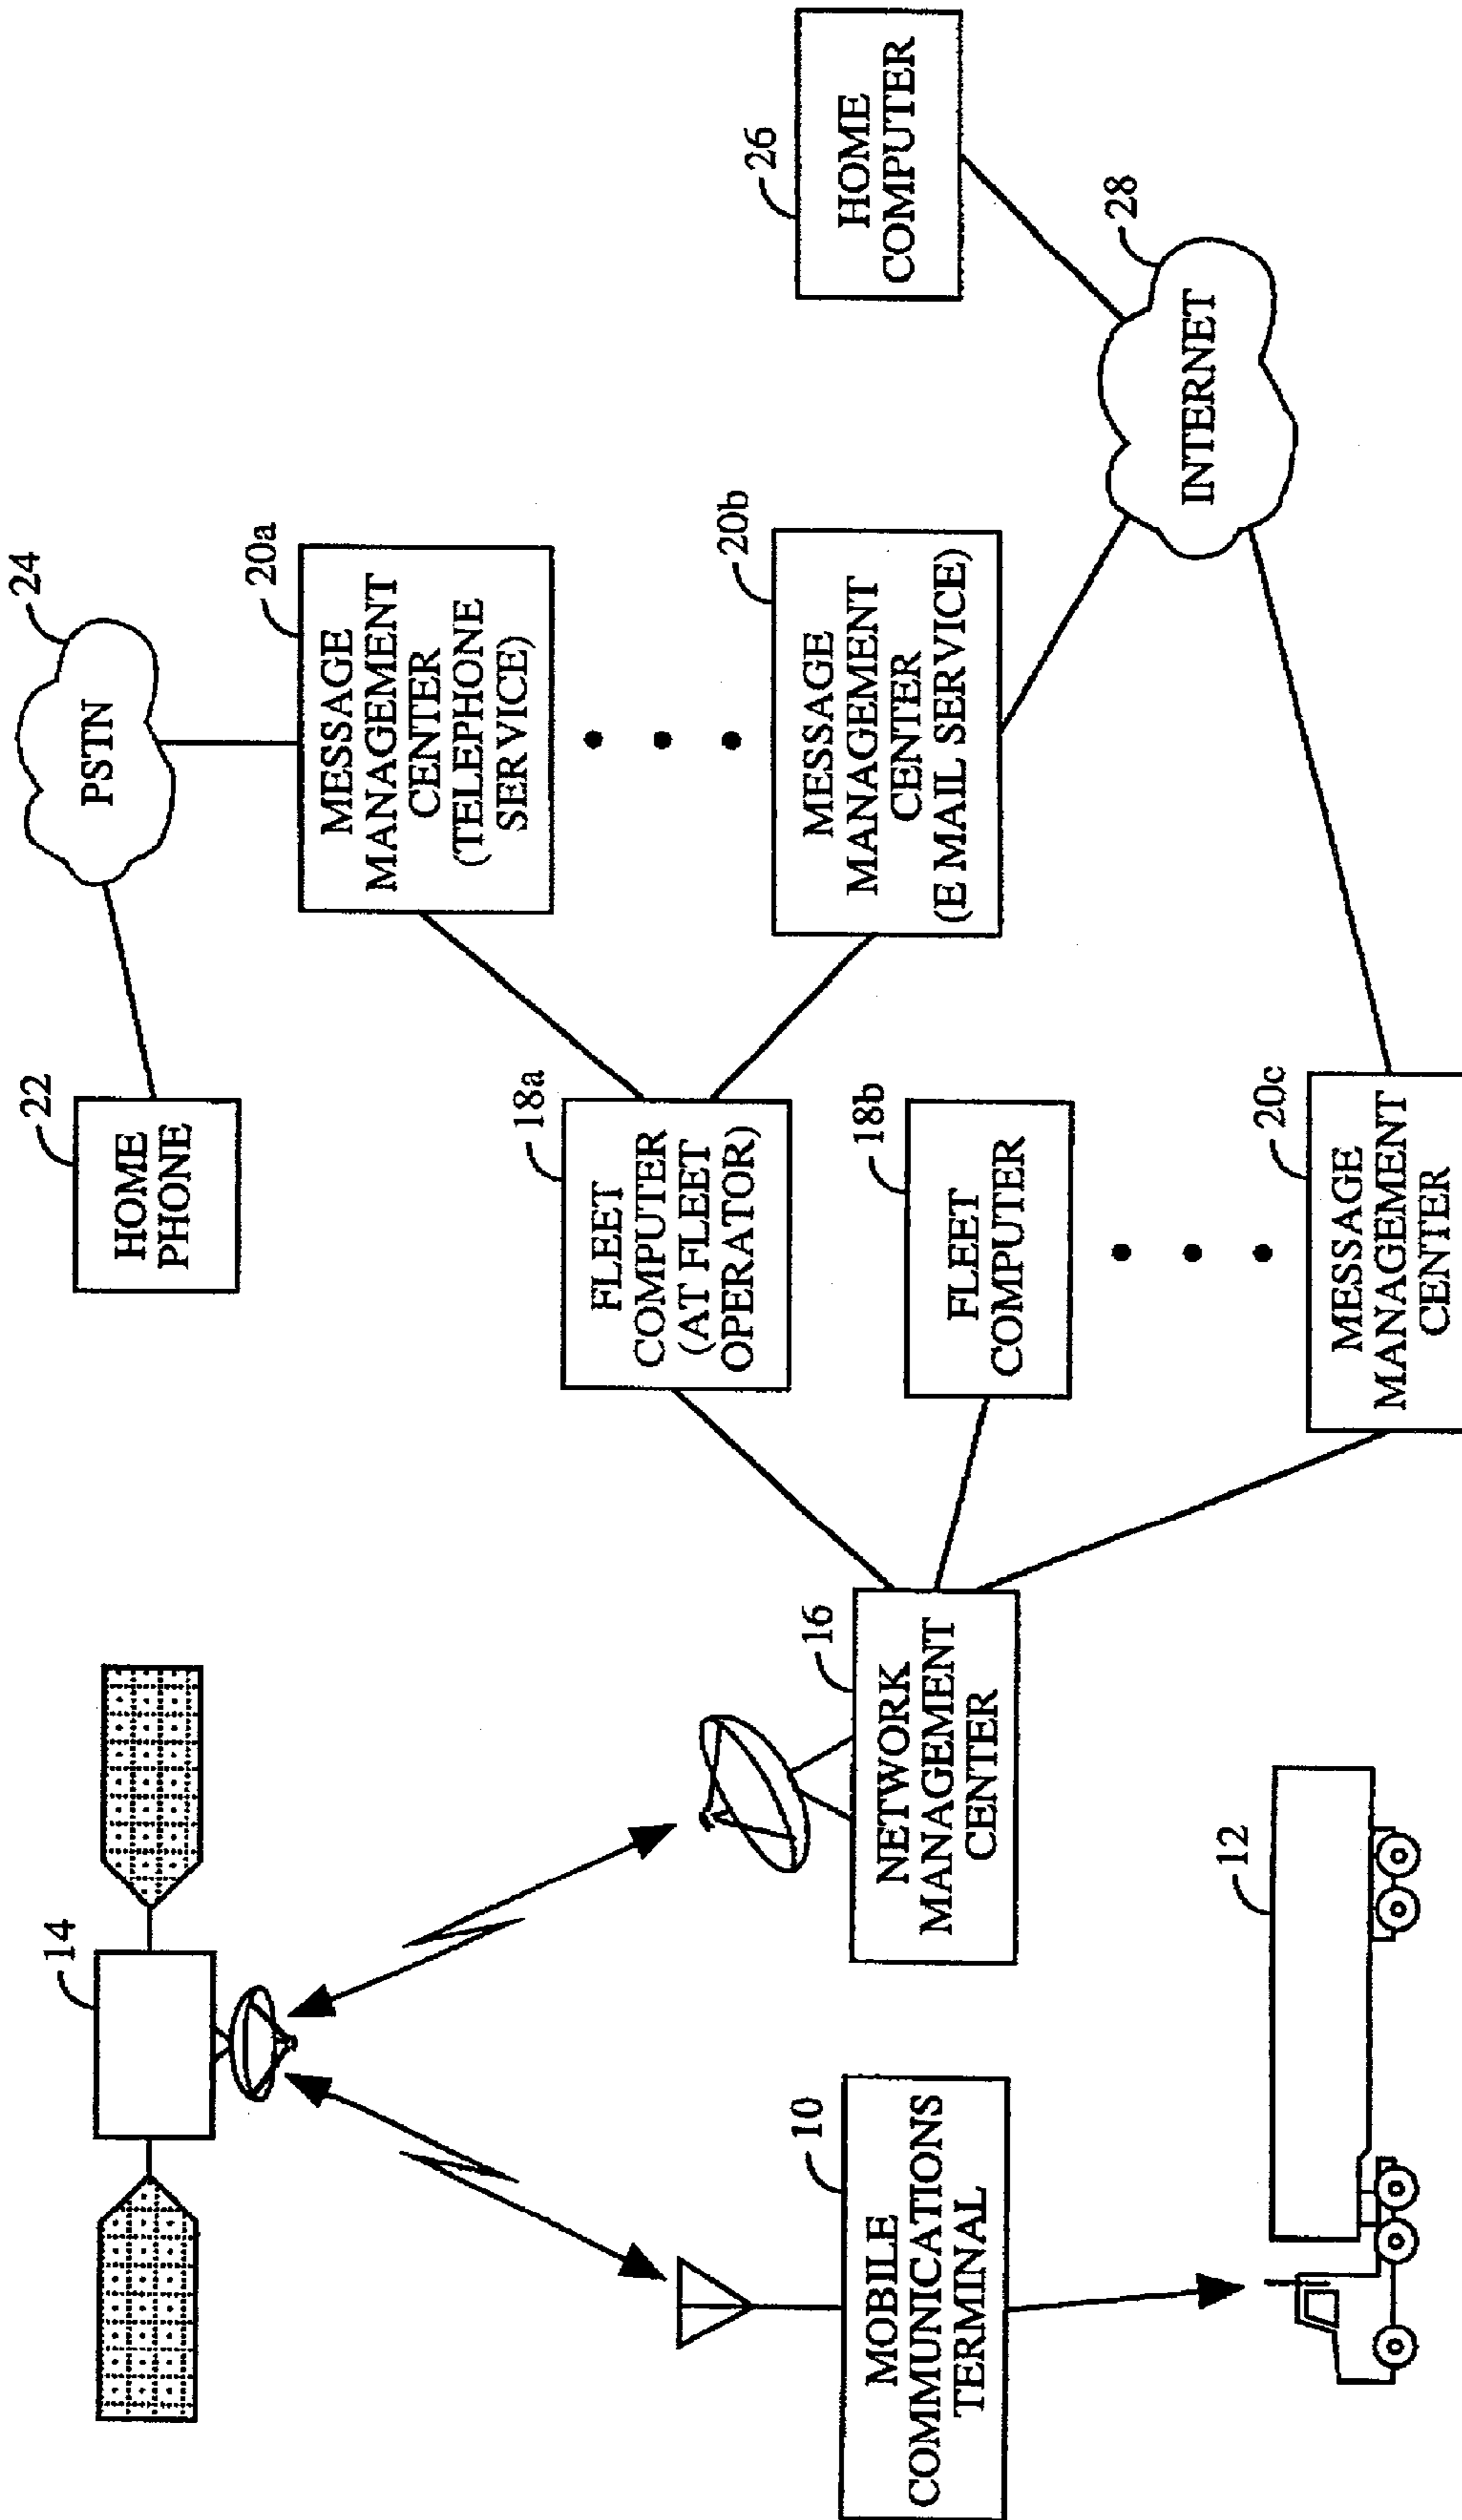 14
24
PSTN
22
HOME
PHONE
20a
MESSAGE
MANAGEMENT
CENTER
(TELEPHONE
SERVICE)
26
HOME
COMPUTER
18a
FLEET
COMPUTER
(AT FLEET
OPERATOR)
20b
MESSAGE
MANAGEMENT
CENTER
(E MAIL SERVICE)
10
MOBILE
COMMUNICATIONS
TERMINAL
16
NETWORK
MANAGEMENT
CENTER
18b
FLEET
COMPUTER
28
INTERNET
12
20c
MESSAGE
MANAGEMENT
CENTER